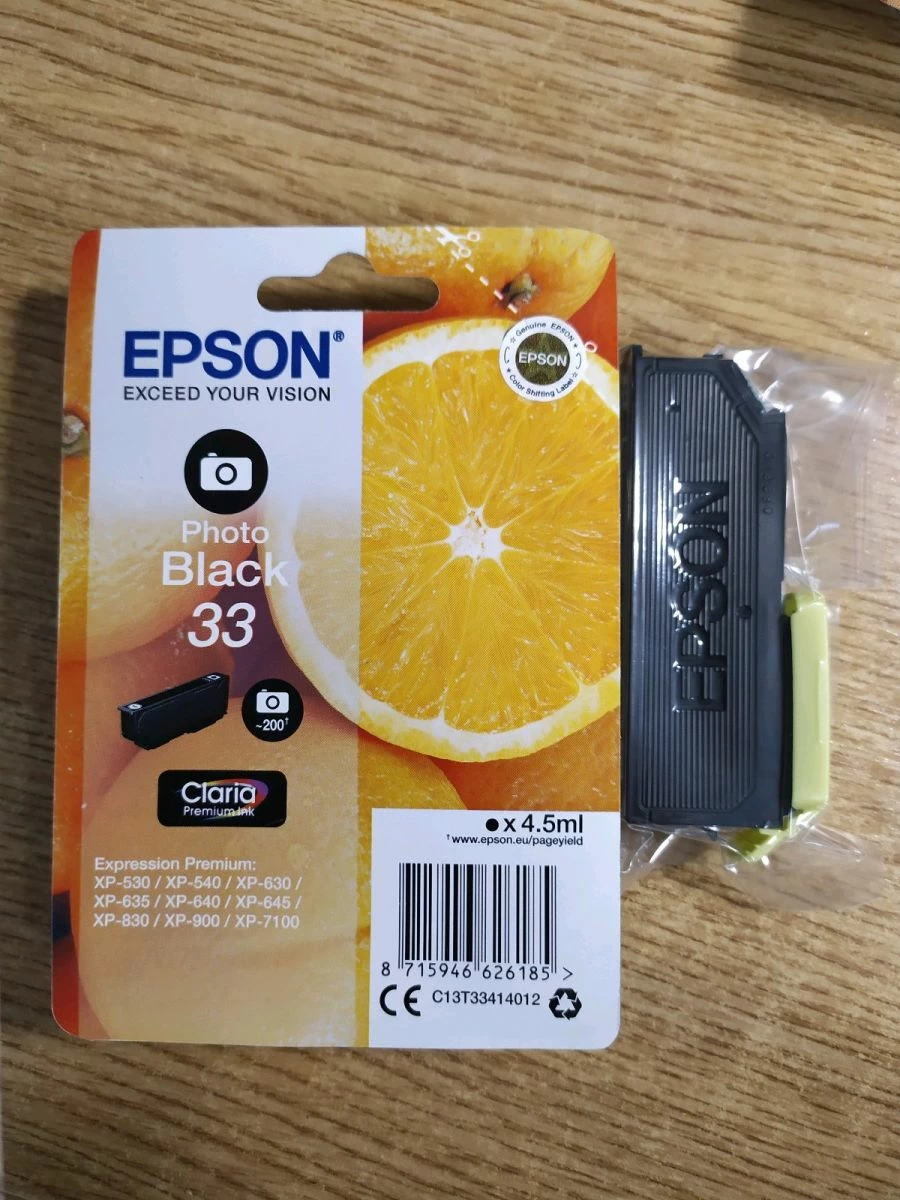 EPSON®
EXCEED YOUR VISION
Genuine EPSON
EPSON
Color Shifting Label
Photo
Black
33
~200†
Claria
Premium Ink
Expression Premium:
XP-530 / XP-540 / XP-630 /
XP-635 / XP-640 / XP-645 /
XP-830 / XP-900 / XP-7100
x 4.5ml
†www.epson.eu/pageyield
8 715946 626185 >
CE C13T33414012
EPSON